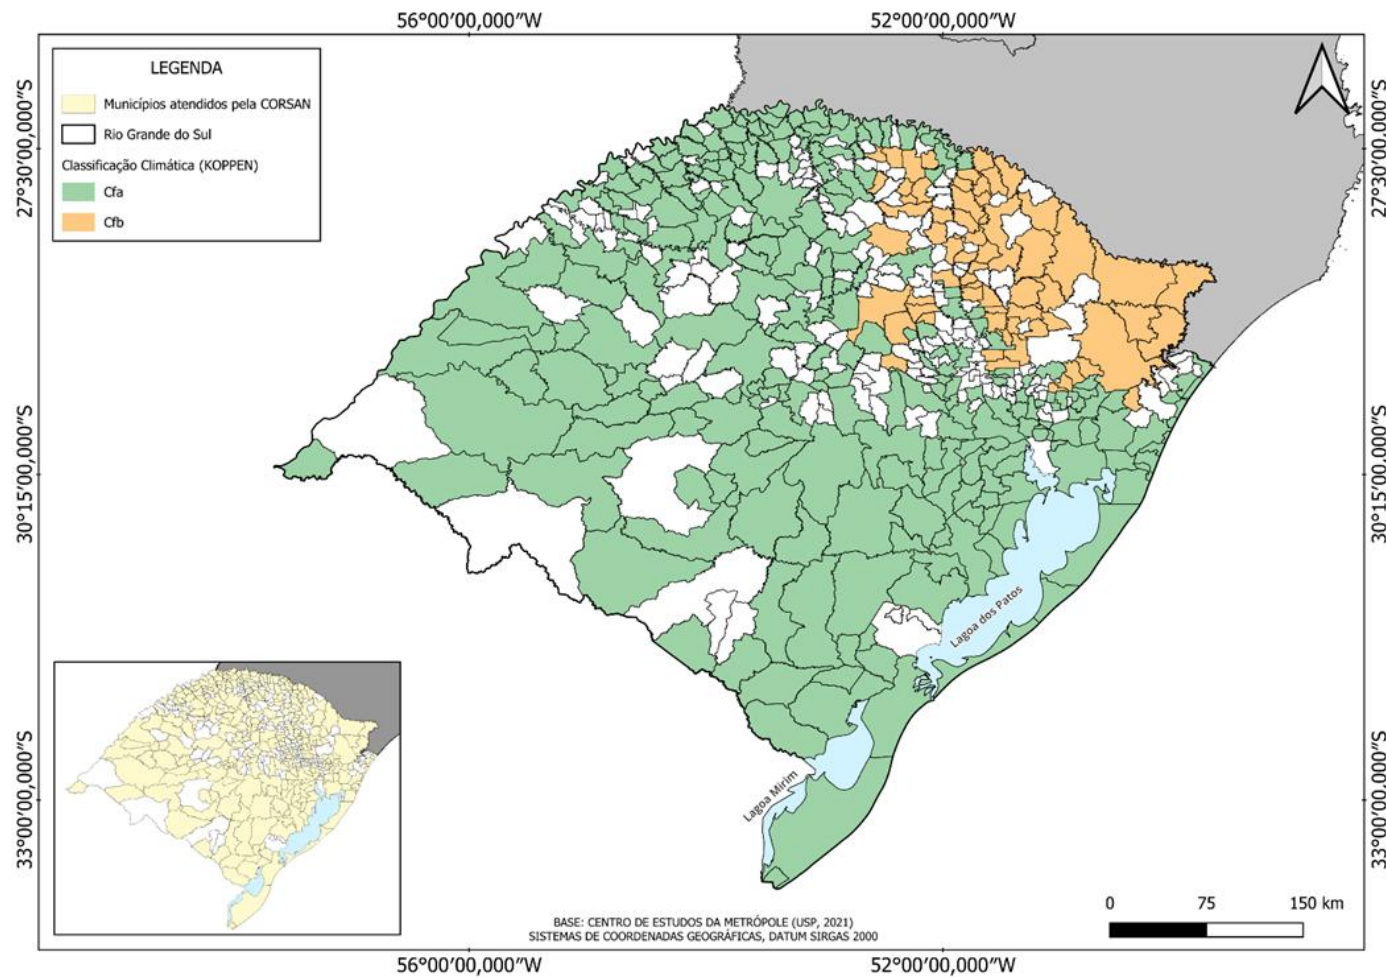 56°00′00,000″W
52°00′00,000″W
LEGENDA
Municípios atendidos pela CORSAN
Rio Grande do Sul
Classificação Climática (KOPPEN)
Cfa
Cfb
27°30′00,000″S
27°30′00,000″S
30°15′00,000″S
30°15′00,000″S
Lagoa dos Patos
Lagoa Mirim
33°00′00,000″S
33°00′00,000″S
0 75 150 km
BASE: CENTRO DE ESTUDOS DA METRÓPOLE (USP, 2021)
SISTEMAS DE COORDENADAS GEOGRÁFICAS, DATUM SIRGAS 2000
56°00′00,000″W
52°00′00,000″W